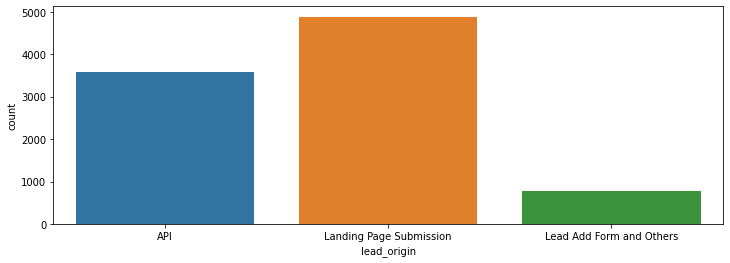 5000
4000
3000
2000
1000
0
count
API
Landing Page Submission
Lead Add Form and Others
lead_origin